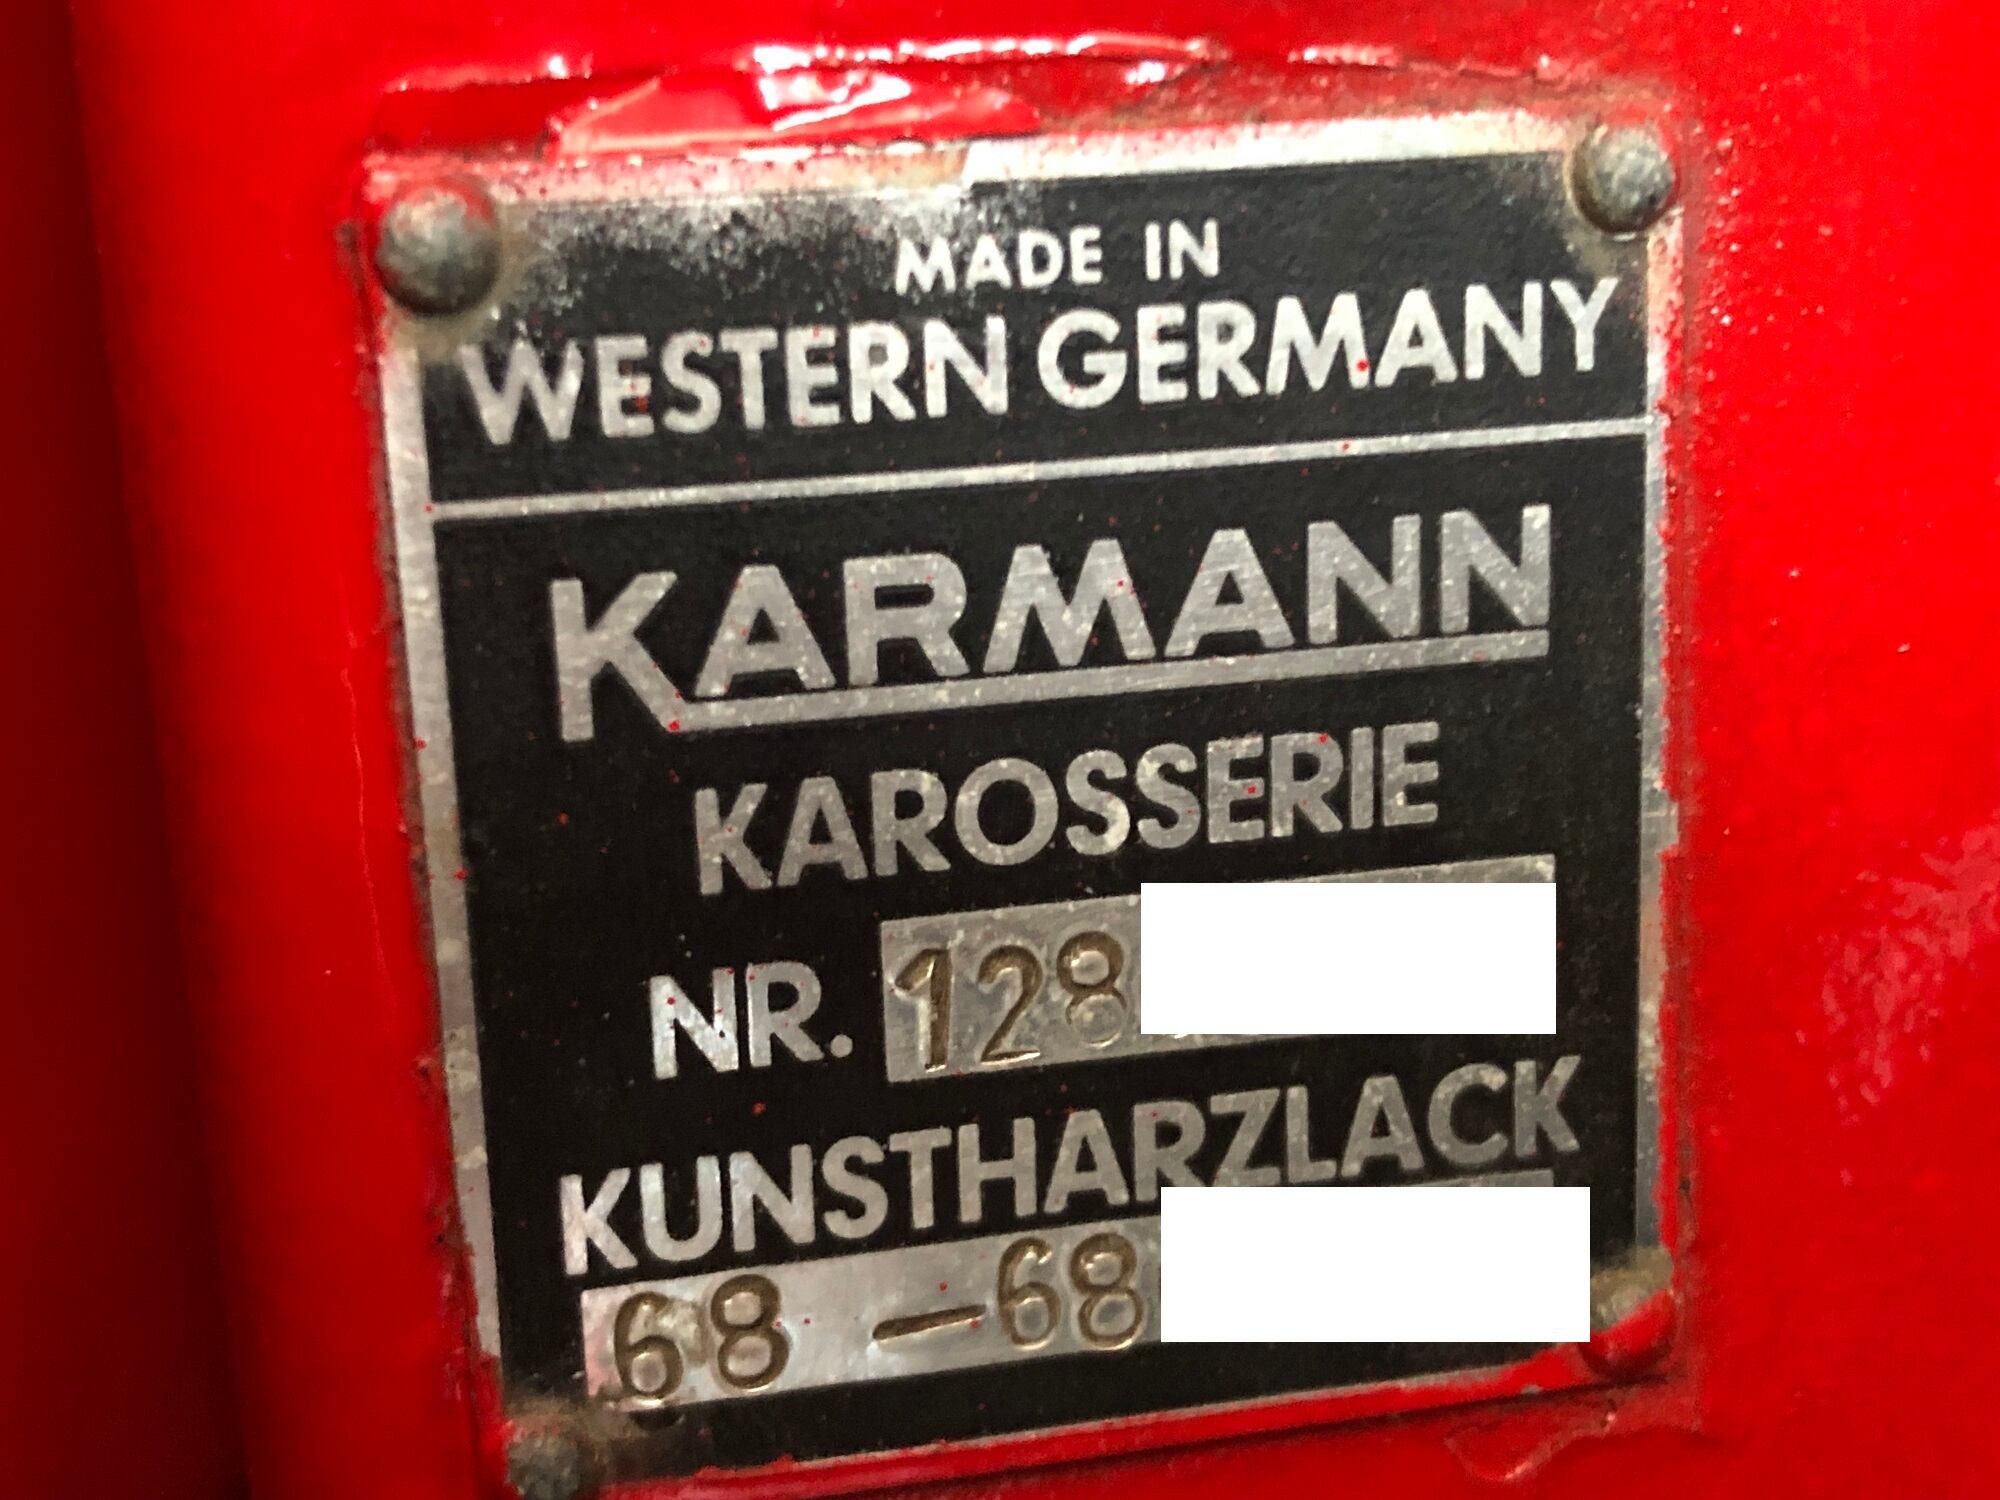 MADE IN
WESTERN GERMANY
KARMANN
KAROSSERIE
NR. 128
KUNSTHARZLACK
68 -68